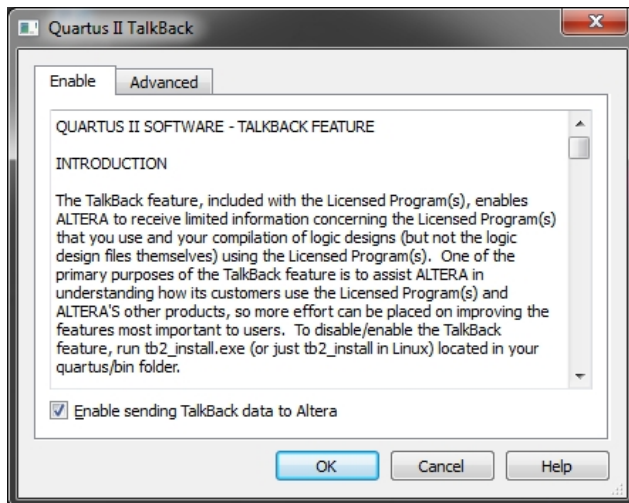 Quartus II TalkBack
Enable
Advanced
QUARTUS II SOFTWARE - TALKBACK FEATURE
INTRODUCTION
The TalkBack feature, included with the Licensed Program(s), enables
ALTERA to receive limited information concerning the Licensed Program(s)
that you use and your compilation of logic designs (but not the logic
design files themselves) using the Licensed Program(s).  One of the
primary purposes of the TalkBack feature is to assist ALTERA in
understanding how its customers use the Licensed Program(s) and
ALTERA'S other products, so more effort can be placed on improving the
features most important to users.  To disable/enable the TalkBack
feature, run tb2_install.exe (or just tb2_install in Linux) located in your
quartus/bin folder.
Enable sending TalkBack data to Altera
OK
Cancel
Help